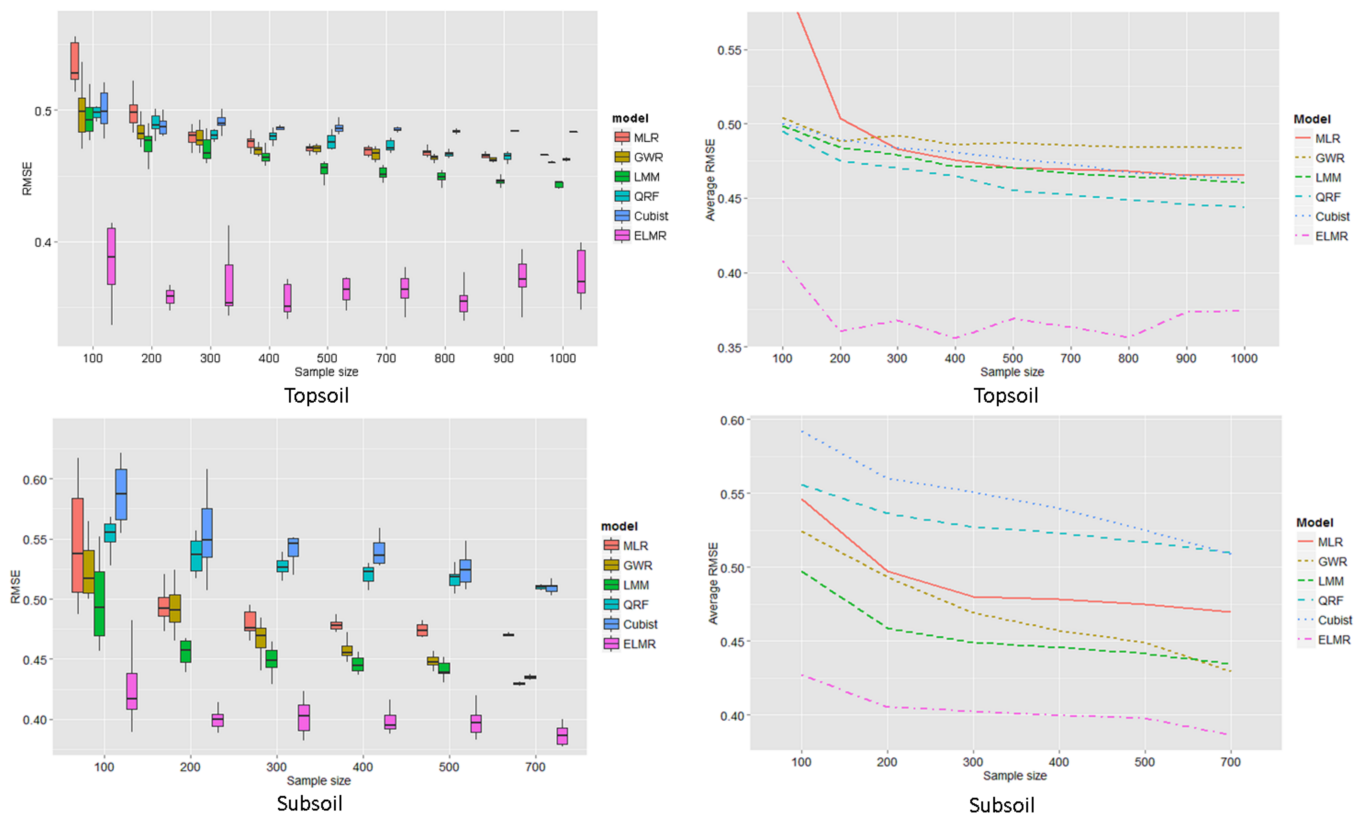 RMSE
0.5
0.4
100 200 300 400 500 700 800 900 1000
Sample size
Topsoil
model
MLR
GWR
LMM
QRF
Cubist
ELMR
Average RMSE
0.55
0.50
0.45
0.40
0.35
100 200 300 400 500 700 800 900 1000
Sample size
Topsoil
Model
MLR
GWR
LMM
QRF
Cubist
ELMR
RMSE
0.60
0.55
0.50
0.45
0.40
100 200 300 400 500 700
Sample size
Subsoil
model
MLR
GWR
LMM
QRF
Cubist
ELMR
Average RMSE
0.60
0.55
0.50
0.45
0.40
100 200 300 400 500 700
Sample size
Subsoil
Model
MLR
GWR
LMM
QRF
Cubist
ELMR